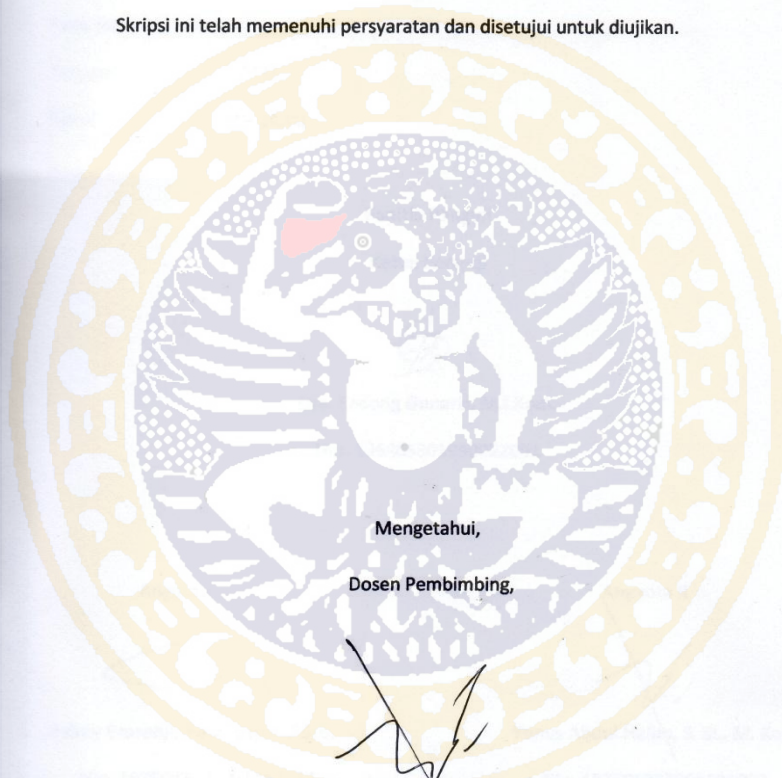 Skripsi ini telah memenuhi persyaratan dan disetujui untuk diujikan.
Mengetahui,
Dosen Pembimbing,